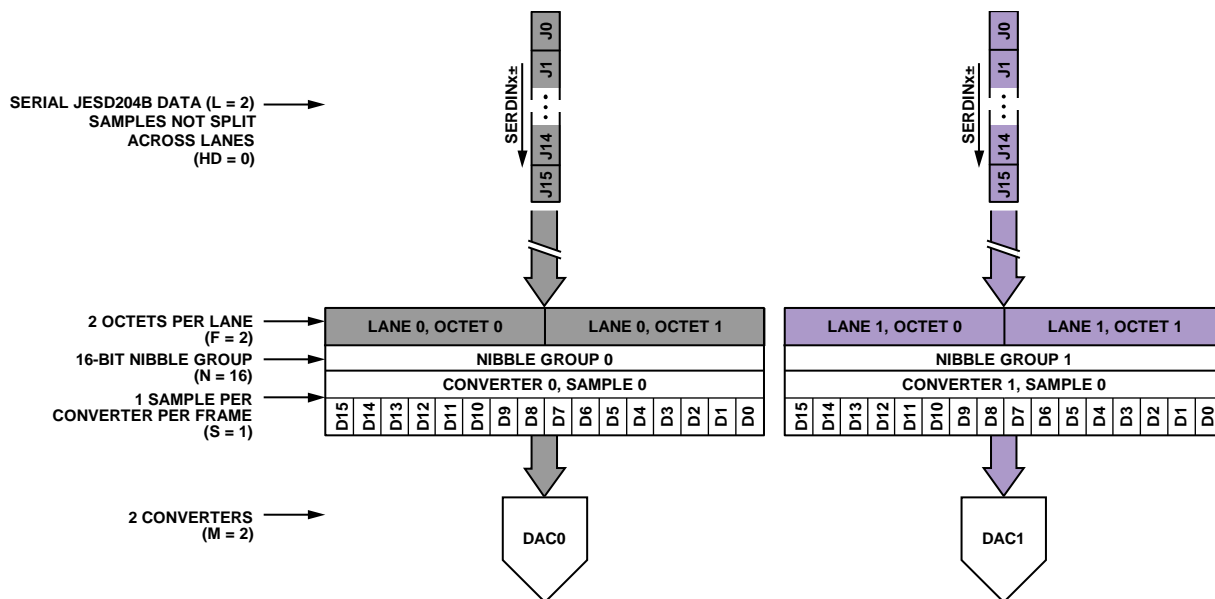 SERIAL JESD204B DATA (L = 2)
SAMPLES NOT SPLIT
ACROSS LANES
(HD = 0)
SERDINx±
J0
J1
J14
J15
SERDINx±
J0
J1
J14
J15
2 OCTETS PER LANE
(F = 2)
LANE 0, OCTET 0
LANE 0, OCTET 1
LANE 1, OCTET 0
LANE 1, OCTET 1
16-BIT NIBBLE GROUP
(N = 16)
NIBBLE GROUP 0
NIBBLE GROUP 1
CONVERTER 0, SAMPLE 0
CONVERTER 1, SAMPLE 0
1 SAMPLE PER
CONVERTER PER FRAME
(S = 1)
D15 D14 D13 D12 D11 D10 D9 D8 D7 D6 D5 D4 D3 D2 D1 D0
D15 D14 D13 D12 D11 D10 D9 D8 D7 D6 D5 D4 D3 D2 D1 D0
2 CONVERTERS
(M = 2)
DAC0
DAC1